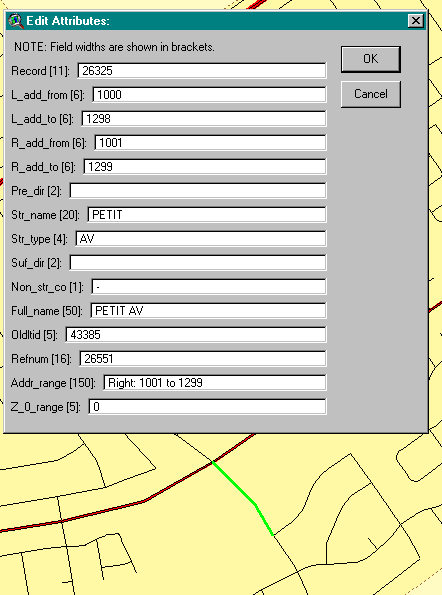 Edit Attributes:
NOTE: Field widths are shown in brackets.
OK
Record [11]: 26325
Cancel
L_add_from [6]: 1000
L_add_to [6]: 1298
R_add_from [6]: 1001
R_add_to [6]: 1299
Pre_dir [2]:
Str_name [20]: PETIT
Str_type [4]: AV
Suf_dir [2]:
Non_str_co [1]: -
Full_name [50]: PETIT AV
Oldltid [5]: 43385
Refnum [16]: 26551
Addr_range [150]: Right: 1001 to 1299
Z_0_range [5]: 0